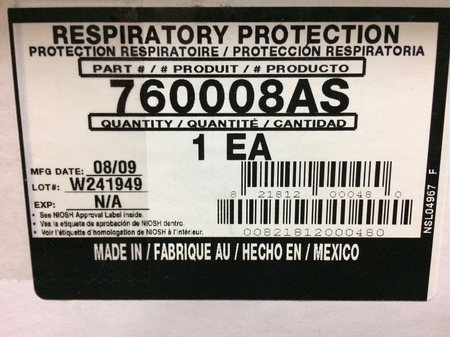 RESPIRATORY PROTECTION
PROTECTION RESPIRATOIRE / PROTECCIÓN RESPIRATORIA
PART # / # PRODUIT / # PRODUCTO
760008AS
QUANTITY / QUANTITÉ / CANTIDAD
1 EA
MFG DATE: 08/09
LOT#: W241949
EXP: N/A
• See NIOSH Approval Label inside.
• Vea la etiqueta de aprobación de NIOSH dentro.
• Voir l'étiquette d'homologation de NIOSH à l'intérieur.
8 21812 00048 0
00821812000480
NSL04967 F
MADE IN / FABRIQUE AU / HECHO EN / MEXICO